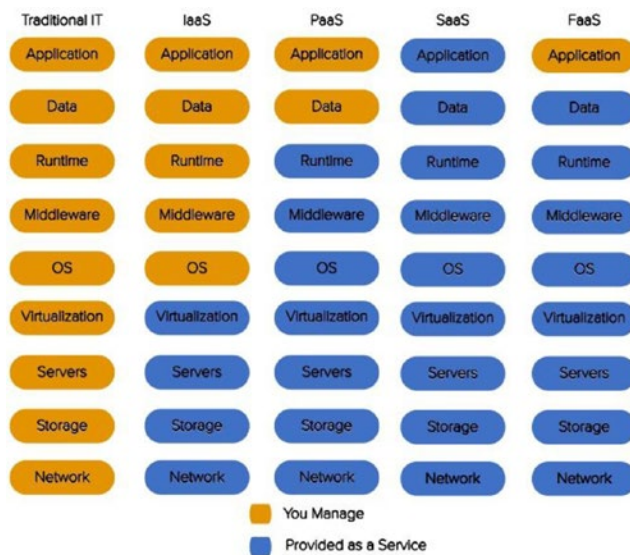 Traditional IT IaaS PaaS SaaS FaaS
Application Application Application Application Application
Data Data Data Data Data
Runtime Runtime Runtime Runtime Runtime
Middleware Middleware Middleware Middleware Middleware
OS OS OS OS OS
Virtualization Virtualization Virtualization Virtualization Virtualization
Servers Servers Servers Servers Servers
Storage Storage Storage Storage Storage
Network Network Network Network Network
You Manage
Provided as a Service